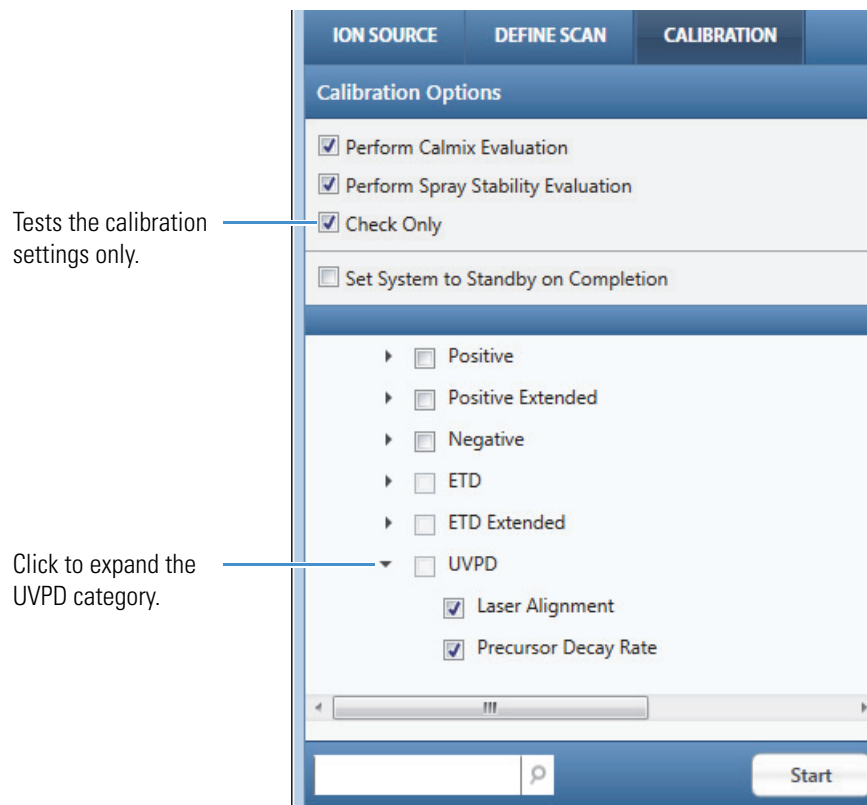 ION SOURCE DEFINE SCAN CALIBRATION
Calibration Options
Perform Calmix Evaluation
Perform Spray Stability Evaluation
Tests the calibration
settings only.
Check Only
Set System to Standby on Completion
Positive
Positive Extended
Negative
ETD
ETD Extended
Click to expand the
UVPD category.
UVPD
Laser Alignment
Precursor Decay Rate
Start